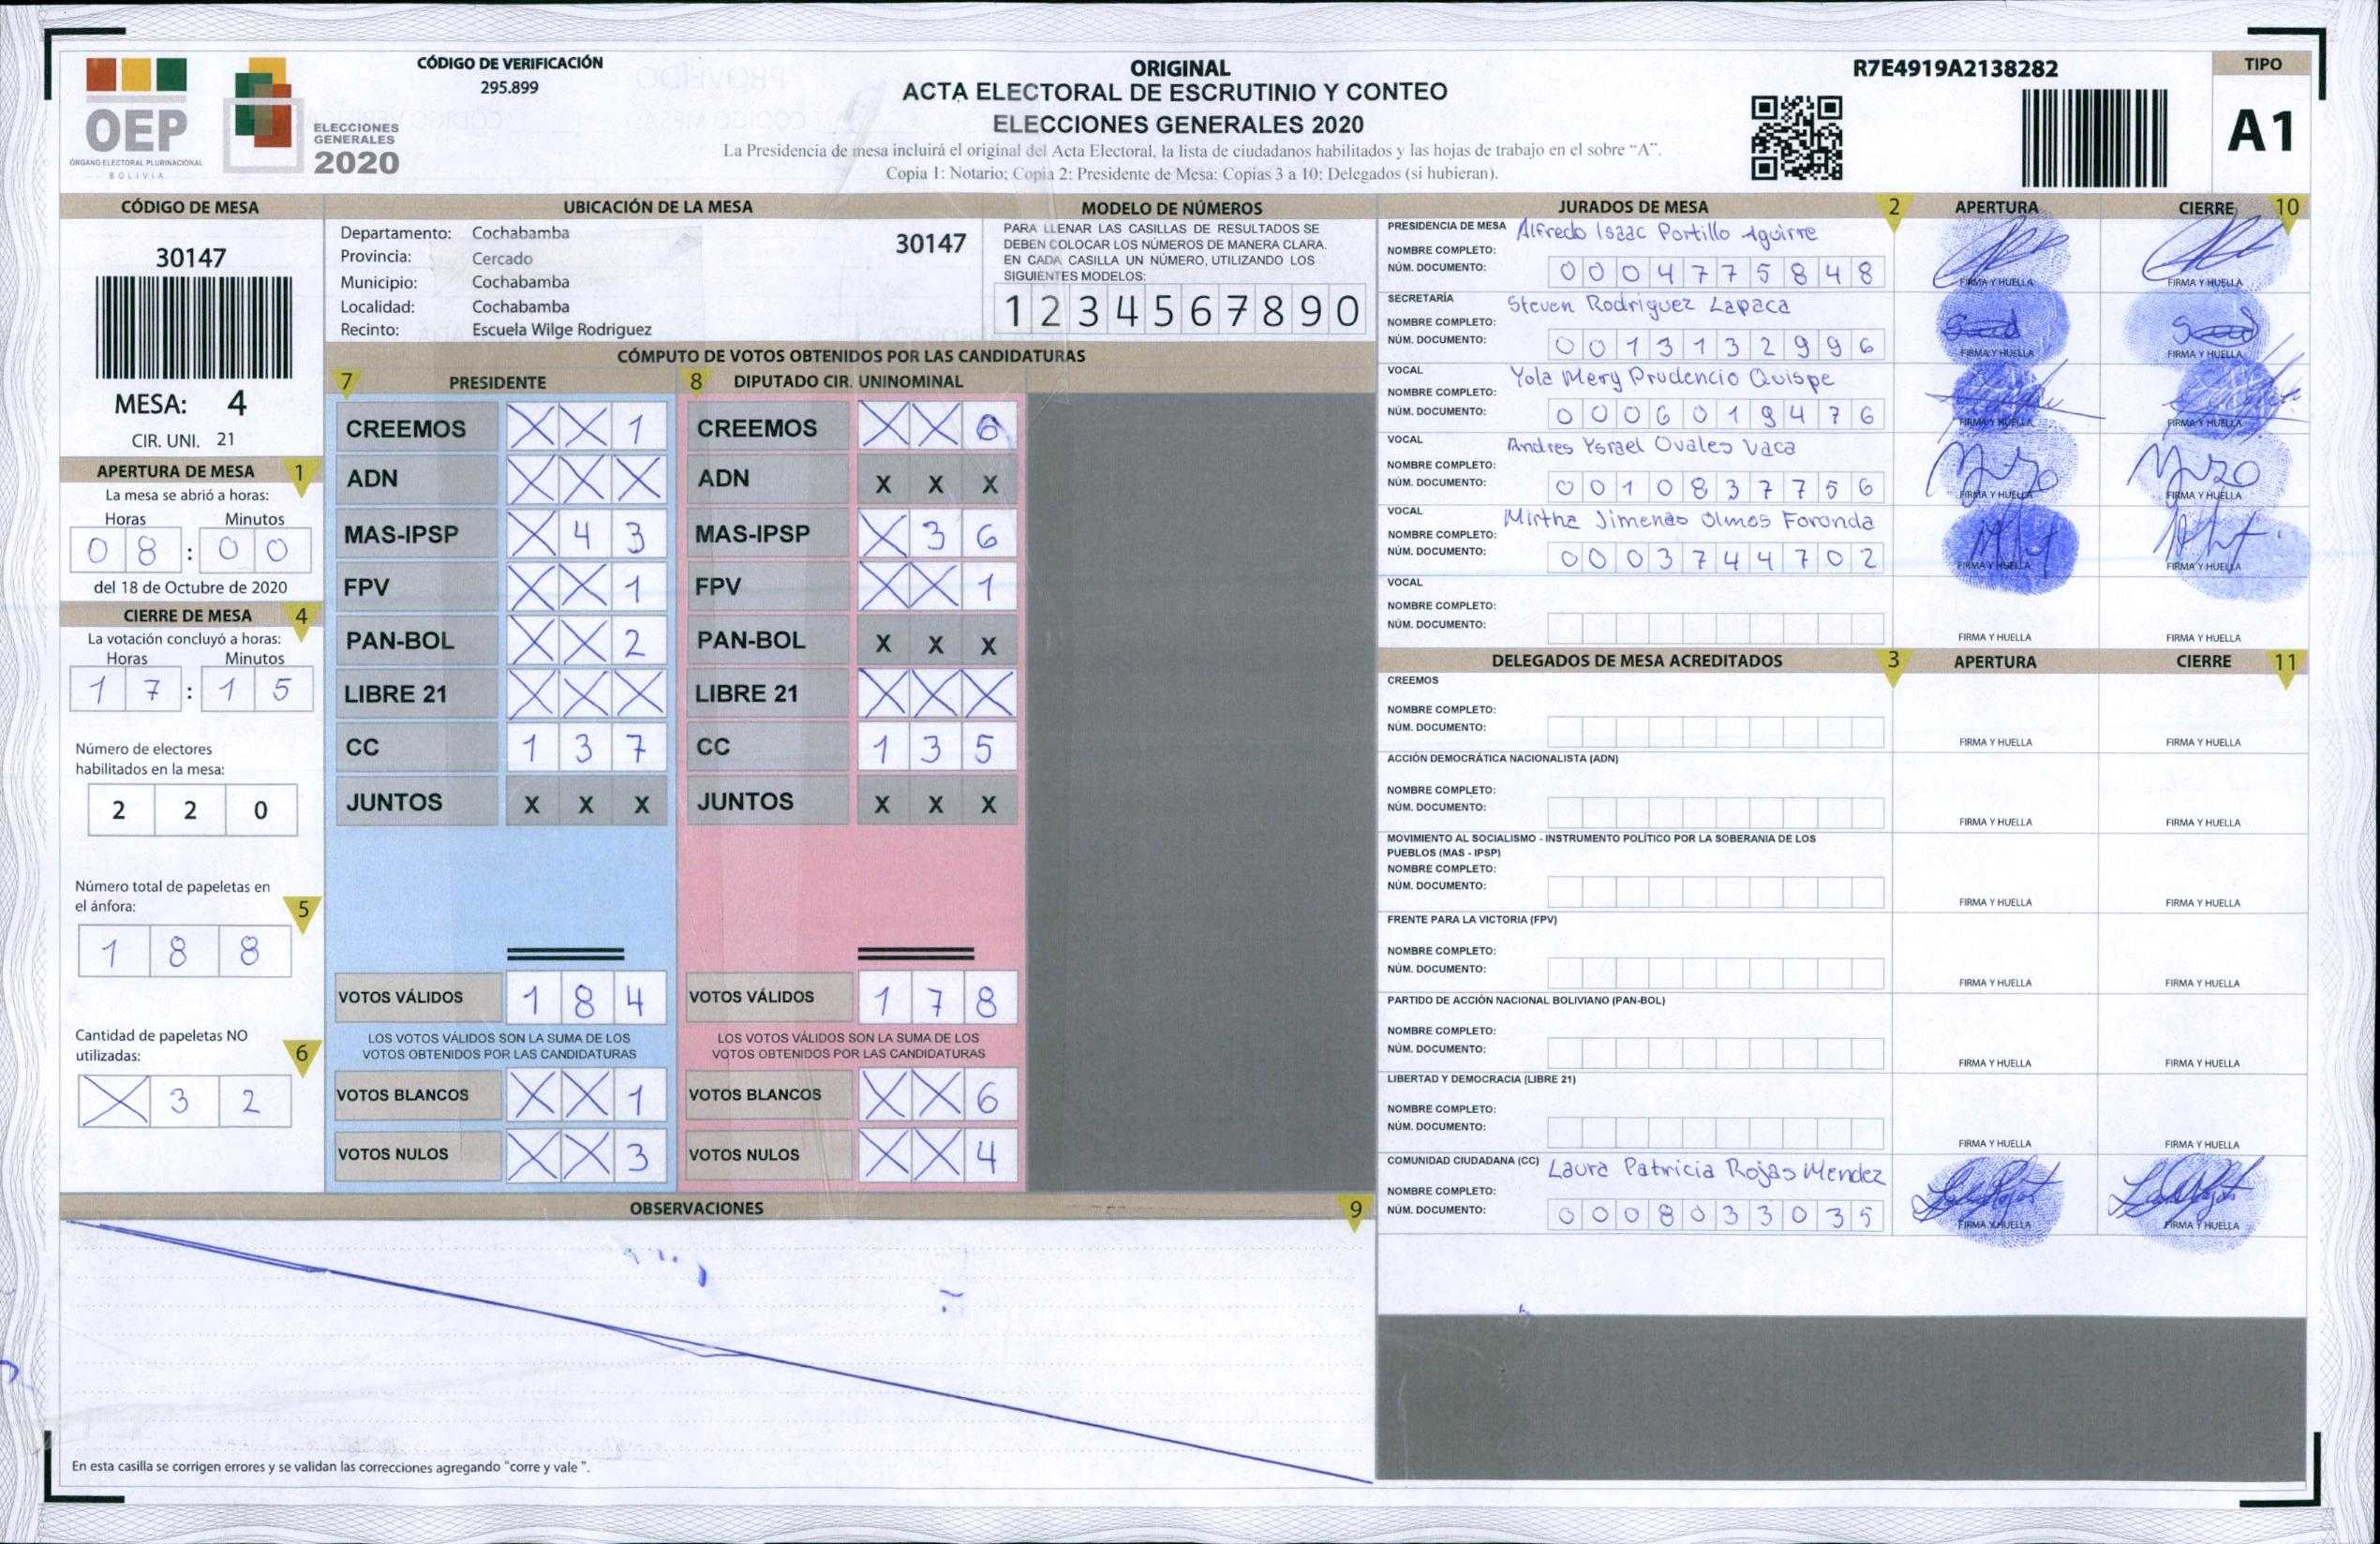 OEP
ÓRGANO ELECTORAL PLURINACIONAL
BOLIVIA
ELECCIONES
GENERALES
2020
CÓDIGO DE VERIFICACIÓN
295.899
ORIGINAL
ACTA ELECTORAL DE ESCRUTINIO Y CONTEO
ELECCIONES GENERALES 2020
La Presidencia de mesa incluirá el original del Acta Electoral, la lista de ciudadanos habilitados y las hojas de trabajo en el sobre “A”.
Copia 1: Notario; Copia 2: Presidente de Mesa; Copias 3 a 10: Delegados (si hubieran).
R7E4919A2138282
TIPO
A1
CÓDIGO DE MESA
30147
MESA: 4
CIR. UNI. 21
APERTURA DE MESA 1
La mesa se abrió a horas:
Horas Minutos
0 8 : 0 0
del 18 de Octubre de 2020
CIERRE DE MESA 4
La votación concluyó a horas:
Horas Minutos
1 7 : 1 5
Número de electores
habilitados en la mesa:
2 2 0
Número total de papeletas en
el ánfora: 5
1 8 8
Cantidad de papeletas NO
utilizadas: 6
X 3 2
UBICACIÓN DE LA MESA
Departamento: Cochabamba
Provincia: Cercado
Municipio: Cochabamba
Localidad: Cochabamba
Recinto: Escuela Wilge Rodriguez
30147
MODELO DE NÚMEROS
PARA LLENAR LAS CASILLAS DE RESULTADOS SE
DEBEN COLOCAR LOS NÚMEROS DE MANERA CLARA.
EN CADA CASILLA UN NÚMERO, UTILIZANDO LOS
SIGUIENTES MODELOS:
1 2 3 4 5 6 7 8 9 0
CÓMPUTO DE VOTOS OBTENIDOS POR LAS CANDIDATURAS
7 PRESIDENTE
CREEMOS X X 1
ADN X X X
MAS-IPSP X 4 3
FPV X X 1
PAN-BOL X X 2
LIBRE 21 X X X
CC 1 3 7
JUNTOS X X X
VOTOS VÁLIDOS 1 8 4
LOS VOTOS VÁLIDOS SON LA SUMA DE LOS
VOTOS OBTENIDOS POR LAS CANDIDATURAS
VOTOS BLANCOS X X 1
VOTOS NULOS X X 3
8 DIPUTADO CIR. UNINOMINAL
CREEMOS X X 6
ADN X X X
MAS-IPSP X 3 6
FPV X X 1
PAN-BOL X X X
LIBRE 21 X X X
CC 1 3 5
JUNTOS X X X
VOTOS VÁLIDOS 1 7 8
LOS VOTOS VÁLIDOS SON LA SUMA DE LOS
VOTOS OBTENIDOS POR LAS CANDIDATURAS
VOTOS BLANCOS X X 6
VOTOS NULOS X X 4
OBSERVACIONES 9
En esta casilla se corrigen errores y se validan las correcciones agregando "corre y vale ".
JURADOS DE MESA 2 APERTURA CIERRE 10
PRESIDENCIA DE MESA Alfredo Isaac Portillo Aguirre
NOMBRE COMPLETO:
NÚM. DOCUMENTO: 0 0 0 4 7 7 5 8 4 8 FIRMA Y HUELLA FIRMA Y HUELLA
SECRETARÍA Steven Rodriguez Lapaca
NOMBRE COMPLETO:
NÚM. DOCUMENTO: 0 0 1 3 1 3 2 9 9 6 FIRMA Y HUELLA FIRMA Y HUELLA
VOCAL Yola Mery Prudencio Quispe
NOMBRE COMPLETO:
NÚM. DOCUMENTO: 0 0 0 6 0 1 9 4 7 6 FIRMA Y HUELLA FIRMA Y HUELLA
VOCAL Andres Ysrael Ovales Vaca
NOMBRE COMPLETO:
NÚM. DOCUMENTO: 0 0 1 0 8 3 7 7 5 6 FIRMA Y HUELLA FIRMA Y HUELLA
VOCAL Mirtha Jimenao Olmos Foronda
NOMBRE COMPLETO:
NÚM. DOCUMENTO: 0 0 0 3 7 4 4 7 0 2 FIRMA Y HUELLA FIRMA Y HUELLA
VOCAL
NOMBRE COMPLETO:
NÚM. DOCUMENTO: FIRMA Y HUELLA FIRMA Y HUELLA
DELEGADOS DE MESA ACREDITADOS 3 APERTURA CIERRE 11
CREEMOS
NOMBRE COMPLETO:
NÚM. DOCUMENTO: FIRMA Y HUELLA FIRMA Y HUELLA
ACCIÓN DEMOCRÁTICA NACIONALISTA (ADN)
NOMBRE COMPLETO:
NÚM. DOCUMENTO: FIRMA Y HUELLA FIRMA Y HUELLA
MOVIMIENTO AL SOCIALISMO - INSTRUMENTO POLÍTICO POR LA SOBERANIA DE LOS
PUEBLOS (MAS - IPSP)
NOMBRE COMPLETO:
NÚM. DOCUMENTO: FIRMA Y HUELLA FIRMA Y HUELLA
FRENTE PARA LA VICTORIA (FPV)
NOMBRE COMPLETO:
NÚM. DOCUMENTO: FIRMA Y HUELLA FIRMA Y HUELLA
PARTIDO DE ACCIÓN NACIONAL BOLIVIANO (PAN-BOL)
NOMBRE COMPLETO:
NÚM. DOCUMENTO: FIRMA Y HUELLA FIRMA Y HUELLA
LIBERTAD Y DEMOCRACIA (LIBRE 21)
NOMBRE COMPLETO:
NÚM. DOCUMENTO: FIRMA Y HUELLA FIRMA Y HUELLA
COMUNIDAD CIUDADANA (CC) Laura Patricia Rojas Mendez
NOMBRE COMPLETO:
NÚM. DOCUMENTO: 0 0 0 8 0 3 3 0 3 5 FIRMA Y HUELLA FIRMA Y HUELLA